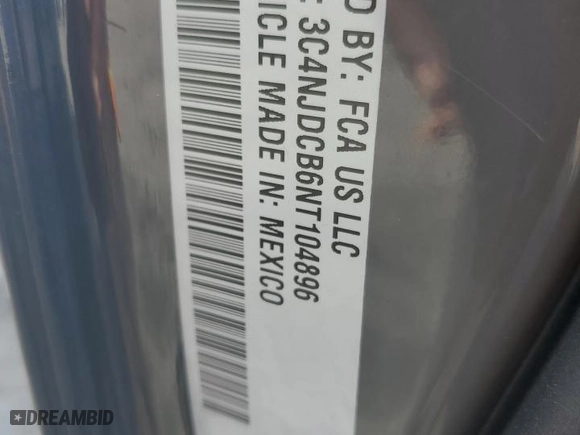 D BY: FCA US LLC
: 3C4NJDCB6NT104896
ICLE MADE IN: MEXICO
DREAMBID